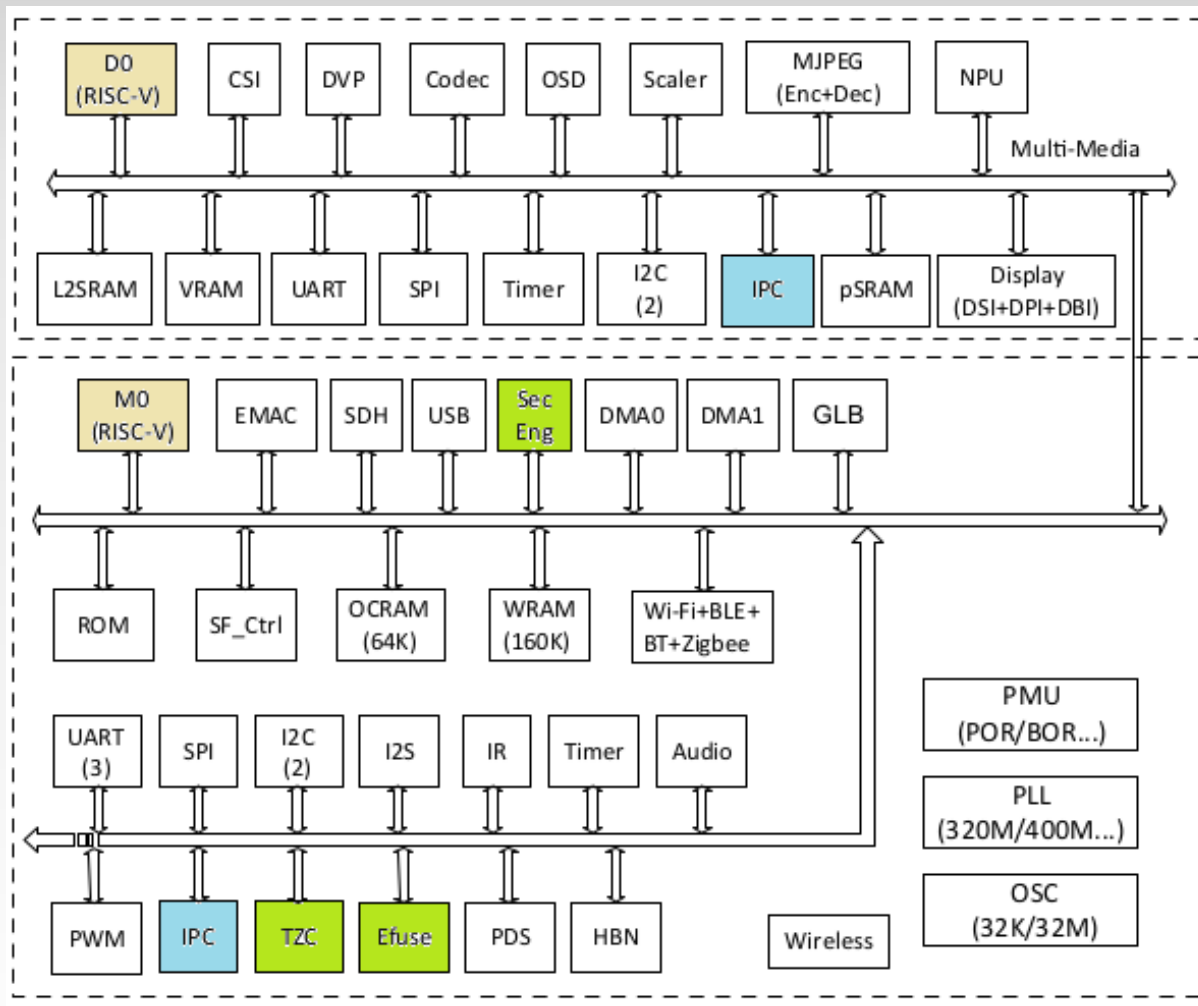 D0
(RISC-V)
CSI
DVP
Codec
OSD
Scaler
MJPEG
(Enc+Dec)
NPU
Multi-Media
L2SRAM
VRAM
UART
SPI
Timer
I2C
(2)
IPC
pSRAM
Display
(DSI+DPI+DBI)
M0
(RISC-V)
EMAC
SDH
USB
Sec
Eng
DMA0
DMA1
GLB
ROM
SF_Ctrl
OCRAM
(64K)
WRAM
(160K)
Wi-Fi+BLE+
BT+Zigbee
UART
(3)
SPI
I2C
(2)
I2S
IR
Timer
Audio
PMU
(POR/BOR...)
PLL
(320M/400M...)
OSC
(32K/32M)
PWM
IPC
TZC
Efuse
PDS
HBN
Wireless